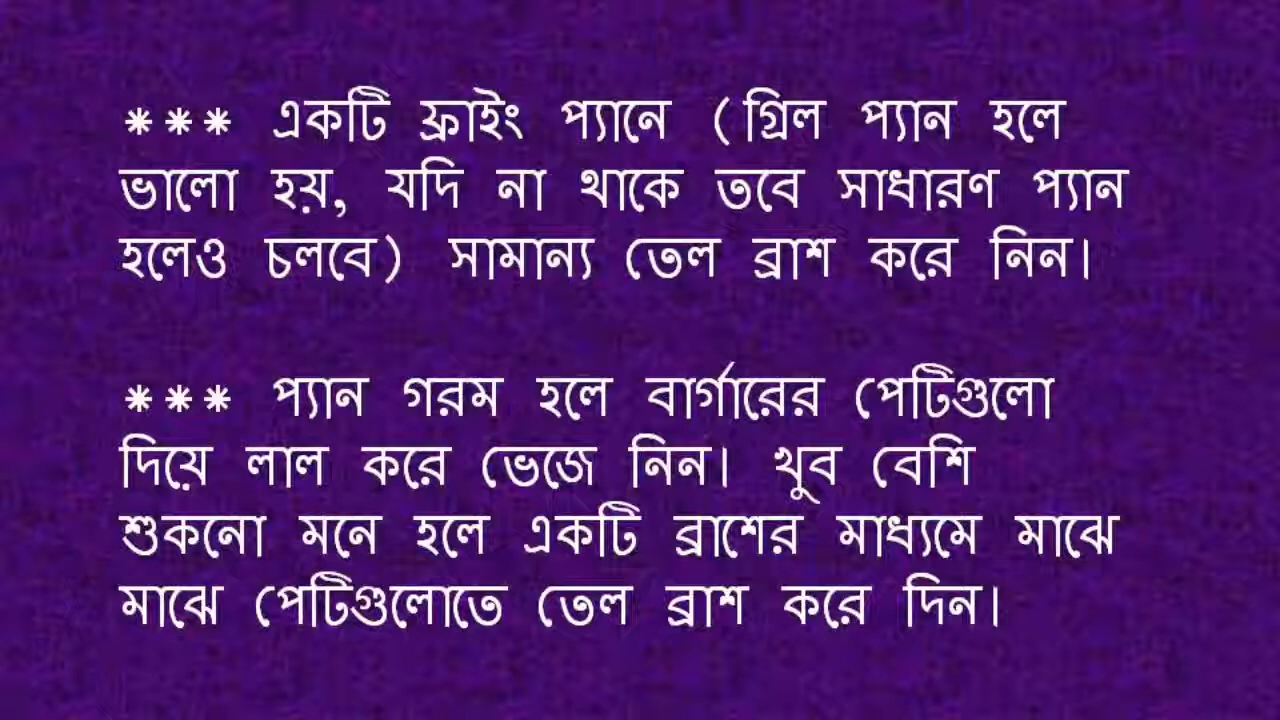 *** একটি ফ্রাইং প্যানে (গ্রিল প্যান হলে
ভালো হয়, যদি না থাকে তবে সাধারণ প্যান
হলেও চলবে) সামান্য তেল ব্রাশ করে নিন।
*** প্যান গরম হলে বার্গারের পেটিগুলো
দিয়ে লাল করে ভেজে নিন। খুব বেশি
শুকনো মনে হলে একটি ব্রাশের মাধ্যমে মাঝে
মাঝে পেটিগুলোতে তেল ব্রাশ করে দিন।